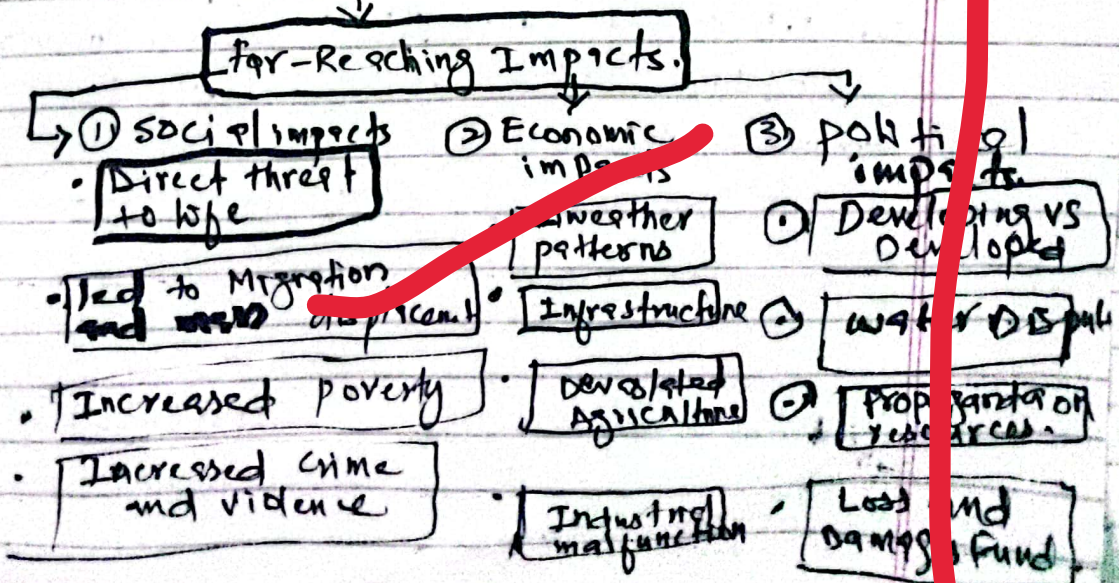 Far-Reaching Impacts.
① Social impacts
• Direct threat
to life
• led to Migration
and displacement
• Increased poverty
• Increased crime
and violence
② Economic
impacts
weather
patterns
• Infrastructure
• Devastated
Agriculture
• Industrial
malfunction
③ political
impacts.
Developing vs
Developed
water Dispute
Propaganda on
resources.
• Loss and
Damage Fund.